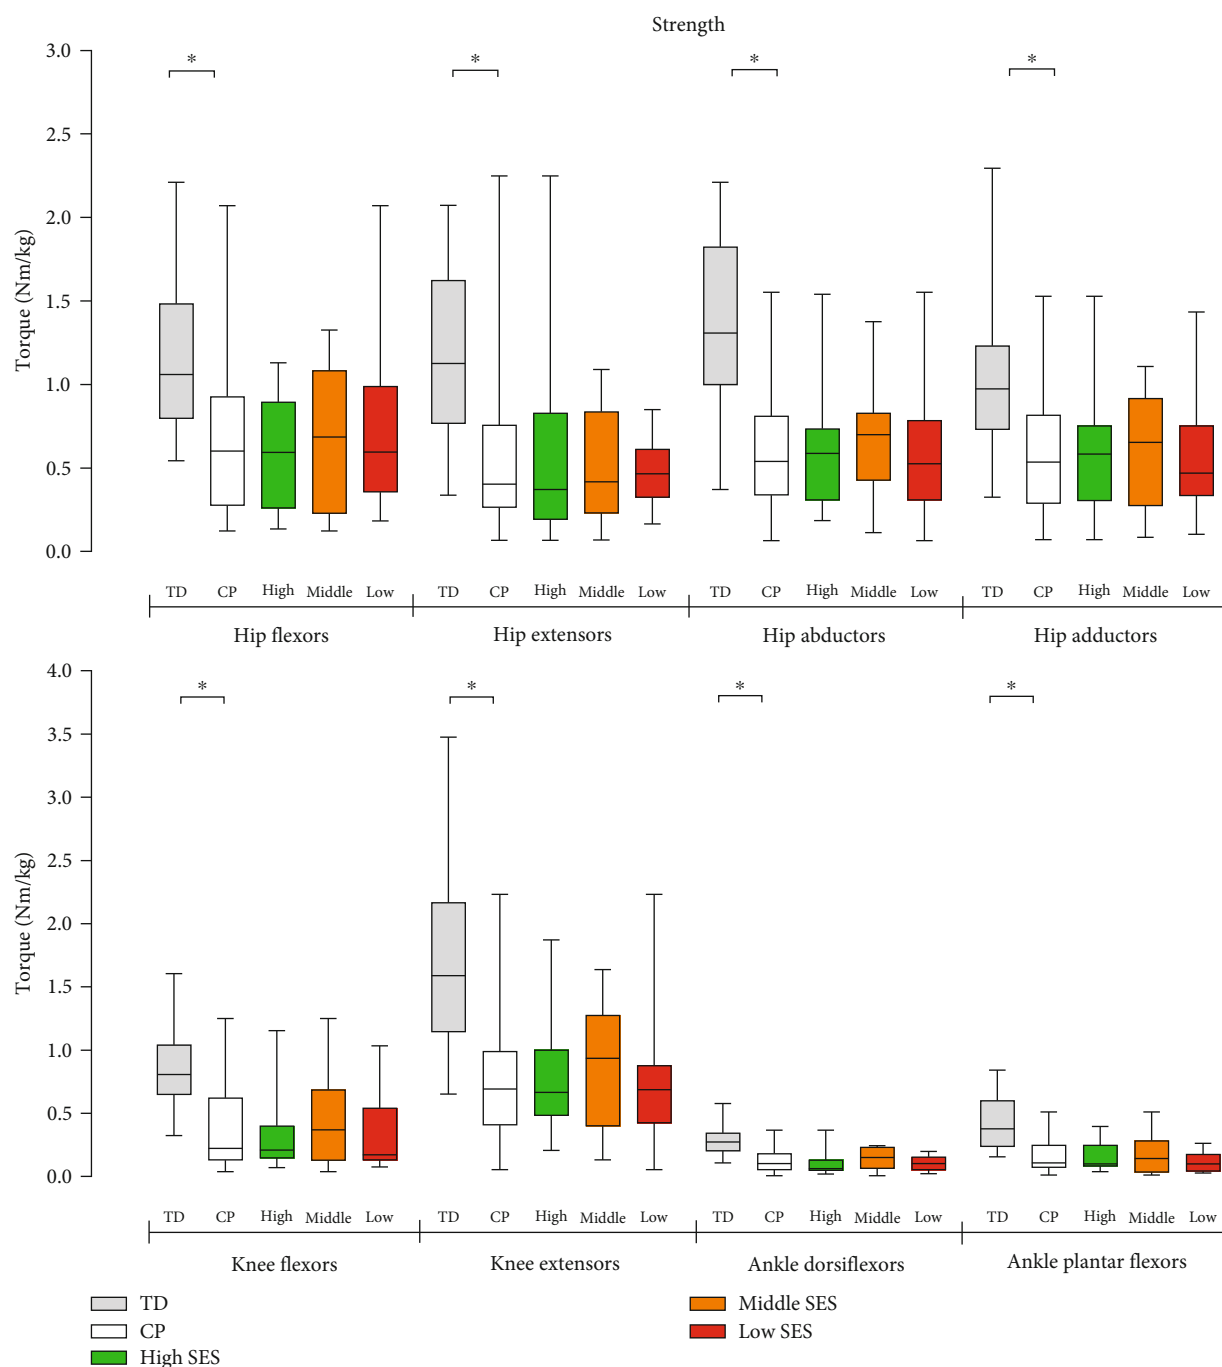 Strength
3.0
2.5
2.0
1.5
1.0
0.5
0.0
Torque (Nm/kg)
* * * *
TD CP High Middle Low TD CP High Middle Low TD CP High Middle Low TD CP High Middle Low
Hip flexors Hip extensors Hip abductors Hip adductors
4.0
3.5
3.0
2.5
2.0
1.5
1.0
0.5
0.0
Torque (Nm/kg)
* * * *
TD CP High Middle Low TD CP High Middle Low TD CP High Middle Low TD CP High Middle Low
Knee flexors Knee extensors Ankle dorsiflexors Ankle plantar flexors
TD
CP
High SES
Middle SES
Low SES